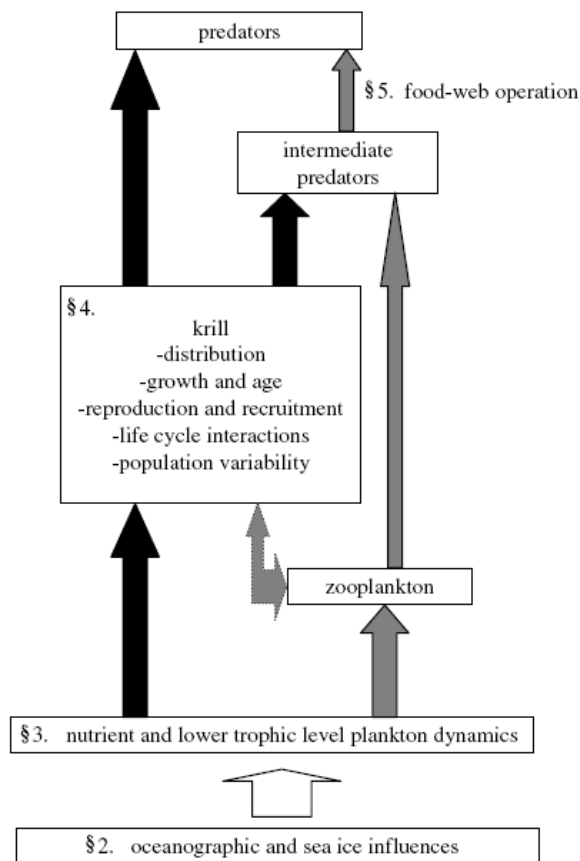 predators
§5. food-web operation
intermediate
predators
§4.
krill
-distribution
-growth and age
-reproduction and recruitment
-life cycle interactions
-population variability
zooplankton
§3. nutrient and lower trophic level plankton dynamics
§2. oceanographic and sea ice influences